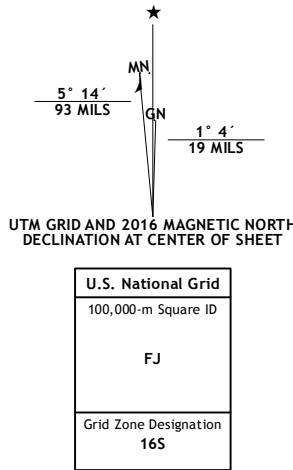 MN.
GN
5° 14´
93 MILS
1° 4´
19 MILS
UTM GRID AND 2016 MAGNETIC NORTH
DECLINATION AT CENTER OF SHEET
U.S. National Grid
100,000-m Square ID
FJ
Grid Zone Designation
16S